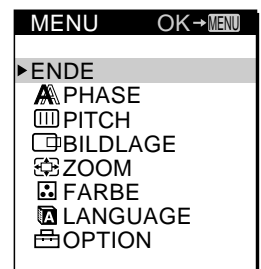 MENU OK→MENU
ENDE
PHASE
PITCH
BILDLAGE
ZOOM
FARBE
LANGUAGE
OPTION